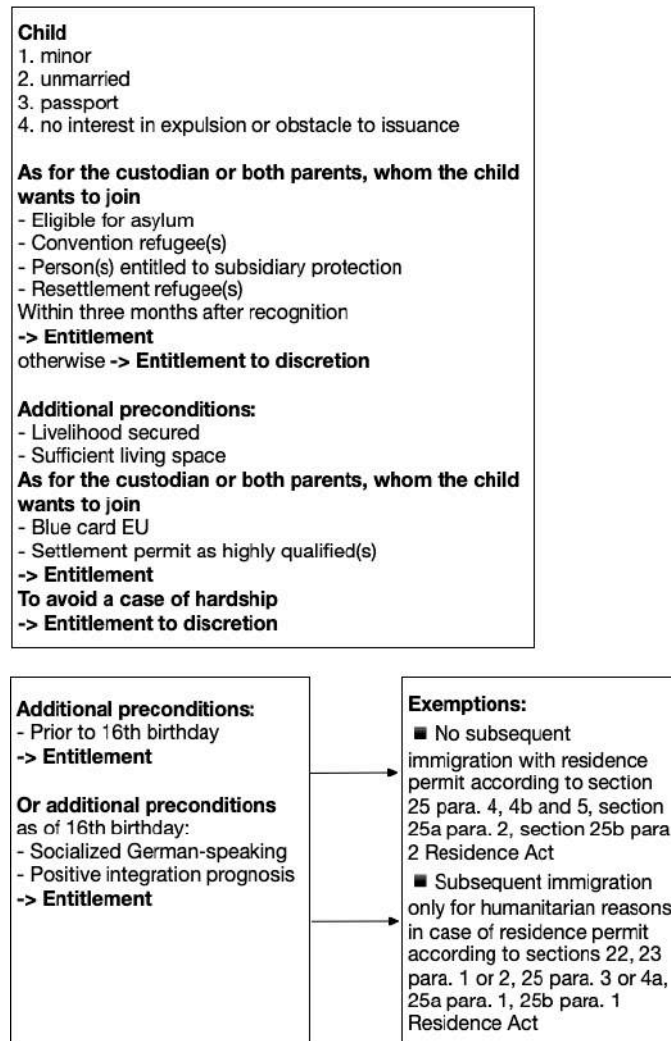 Child
1. minor
2. unmarried
3. passport
4. no interest in expulsion or obstacle to issuance
As for the custodian or both parents, whom the child
wants to join
- Eligible for asylum
- Convention refugee(s)
- Person(s) entitled to subsidiary protection
- Resettlement refugee(s)
Within three months after recognition
-> Entitlement
otherwise -> Entitlement to discretion
Additional preconditions:
- Livelihood secured
- Sufficient living space
As for the custodian or both parents, whom the child
wants to join
- Blue card EU
- Settlement permit as highly qualified(s)
-> Entitlement
To avoid a case of hardship
-> Entitlement to discretion
Additional preconditions:
- Prior to 16th birthday
-> Entitlement
Or additional preconditions
as of 16th birthday:
- Socialized German-speaking
- Positive integration prognosis
-> Entitlement
Exemptions:
■ No subsequent
immigration with residence
permit according to section
25 para. 4, 4b and 5, section
25a para. 2, section 25b para
2 Residence Act
■ Subsequent immigration
only for humanitarian reasons
in case of residence permit
according to sections 22, 23
para. 1 or 2, 25 para. 3 or 4a,
25a para. 1, 25b para. 1
Residence Act